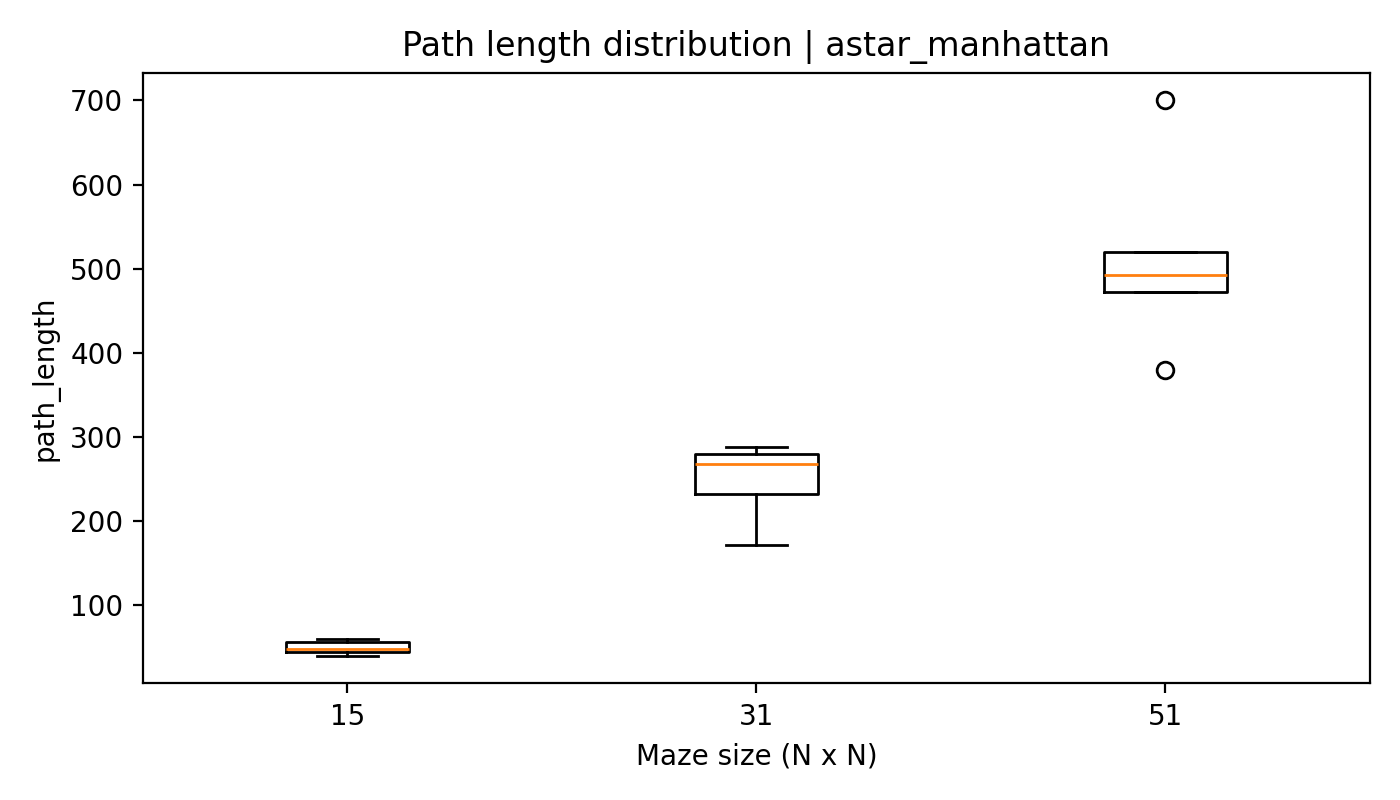 Path length distribution | astar_manhattan
700
600
500
400
300
200
100
path_length
15 31 51
Maze size (N x N)